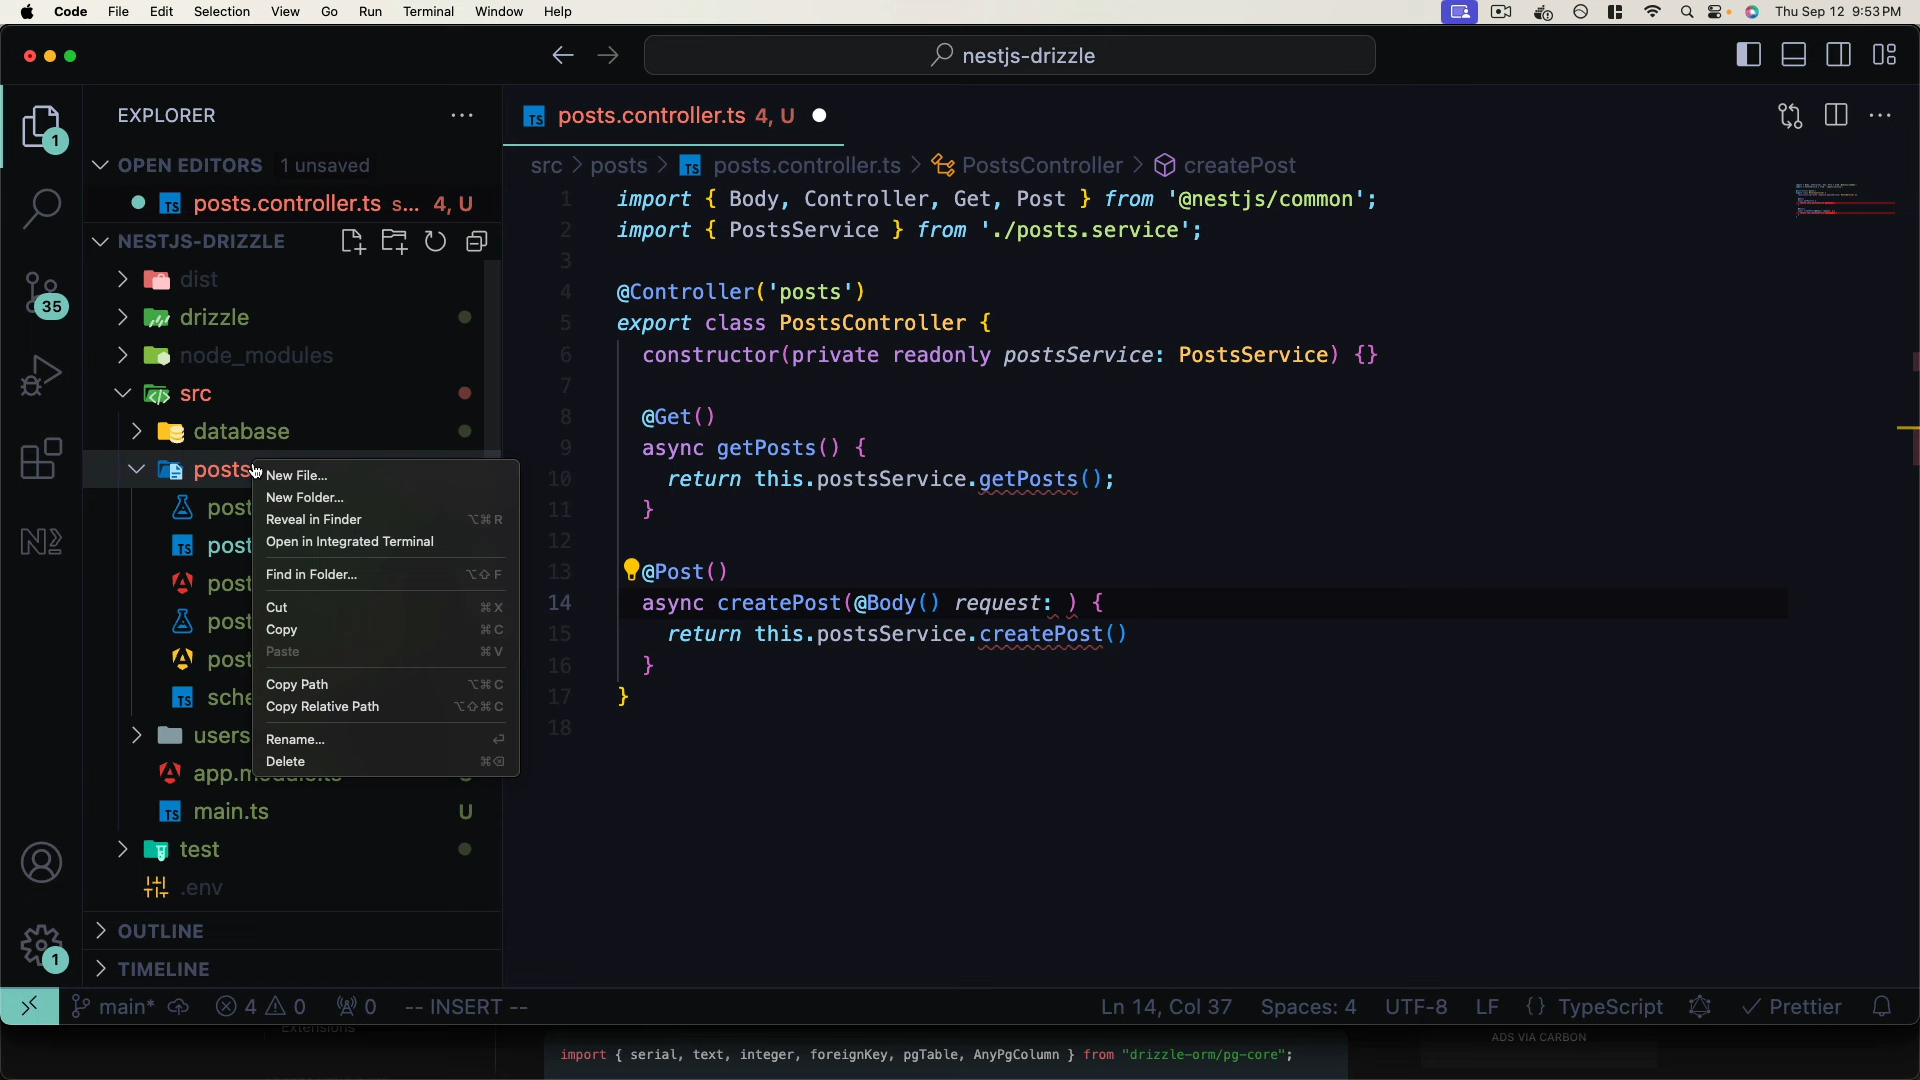 Code File Edit Selection View Go Run Terminal Window Help
Thu Sep 12 9:53 PM
nestjs-drizzle
EXPLORER
OPEN EDITORS 1 unsaved
posts.controller.ts s... 4, U
NESTJS-DRIZZLE
dist
drizzle
node_modules
src
database
posts
post
post
post
post
post
sche
users
app.module.ts
main.ts U
test
.env
OUTLINE
TIMELINE
1
35
1
New File...
New Folder...
Reveal in Finder ⌥⌘R
Open in Integrated Terminal
Find in Folder... ⌥⇧F
Cut ⌘X
Copy ⌘C
Paste ⌘V
Copy Path ⌥⌘C
Copy Relative Path ⌥⇧⌘C
Rename... ⏎
Delete ⌘⌫
TS posts.controller.ts 4, U
src > posts > TS posts.controller.ts > PostsController > createPost
1 import { Body, Controller, Get, Post } from '@nestjs/common';
2 import { PostsService } from './posts.service';
3
4 @Controller('posts')
5 export class PostsController {
6 constructor(private readonly postsService: PostsService) {}
7
8 @Get()
9 async getPosts() {
10 return this.postsService.getPosts();
11 }
12
13 @Post()
14 async createPost(@Body() request: ) {
15 return this.postsService.createPost()
16 }
17 }
18
main* 4 0 0 -- INSERT --
Ln 14, Col 37 Spaces: 4 UTF-8 LF {} TypeScript Prettier
Extensions
import { serial, text, integer, foreignKey, pgTable, AnyPgColumn } from "drizzle-orm/pg-core";
ADS VIA CARBON